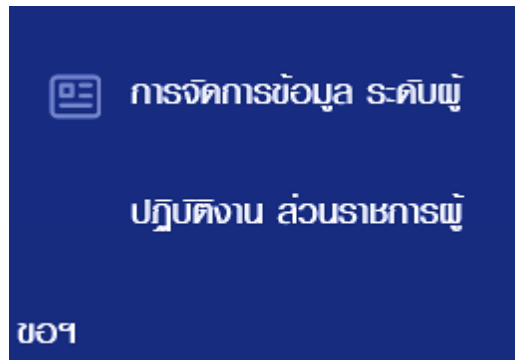 การจัดการข้อมูล ระดับผู้
ปฏิบัติงาน ส่วนราชการผู้
ขอฯ